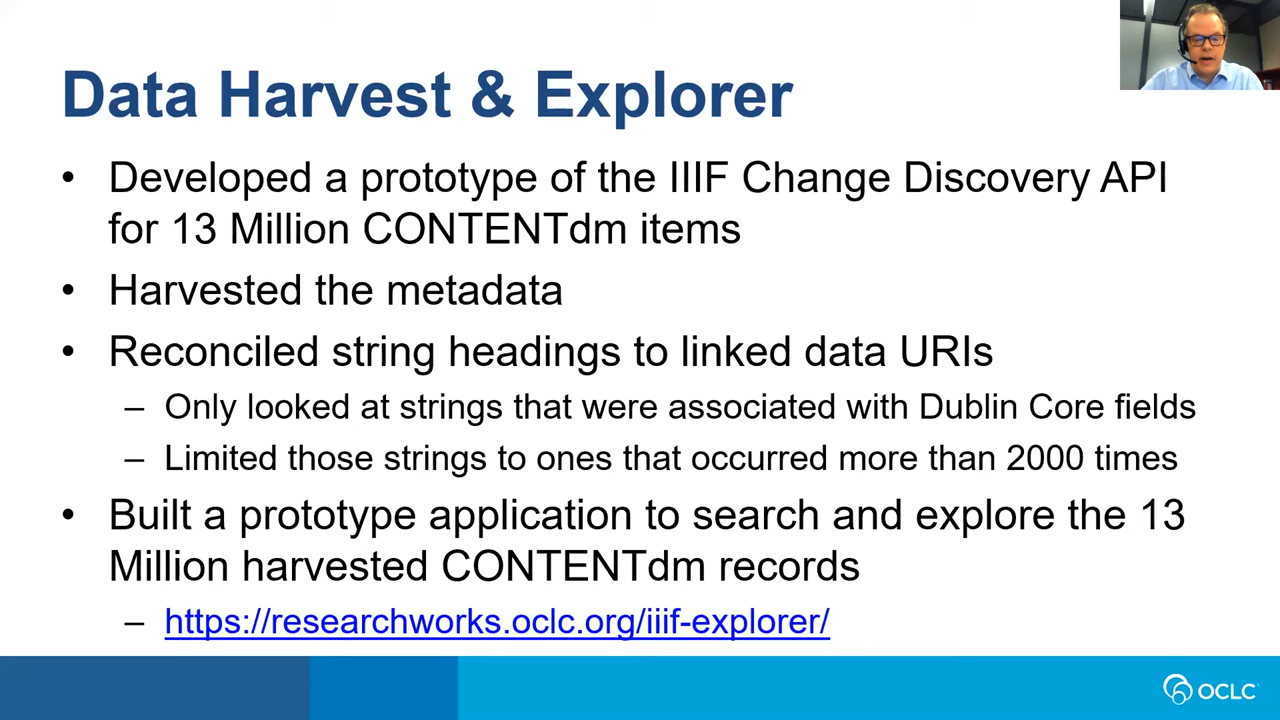 Data Harvest & Explorer
• Developed a prototype of the IIIF Change Discovery API
for 13 Million CONTENTdm items
• Harvested the metadata
• Reconciled string headings to linked data URIs
– Only looked at strings that were associated with Dublin Core fields
– Limited those strings to ones that occurred more than 2000 times
• Built a prototype application to search and explore the 13
Million harvested CONTENTdm records
– https://researchworks.oclc.org/iiif-explorer/
OCLC